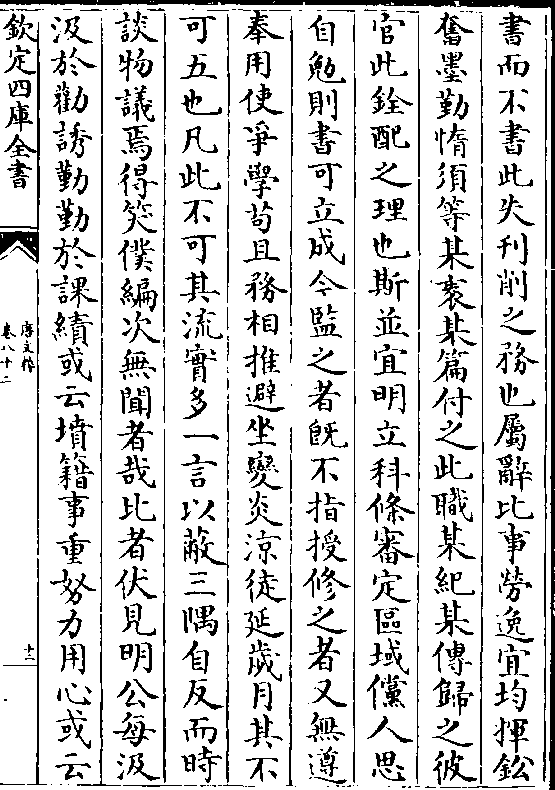 書而不書此失刋削之務也屬辭比事勞逸宜均揮鈆
奮墨勤惰須等某袠某篇付之此職某紀某傳歸之彼
官此銓配之理也斯並宜明立科條審定區域儻人思
自勉則書可立成今監之者旣不指授修之者又無遵
奉用使爭學苟且務相推避坐變炎涼徒延歲月其不
可五也凡此不可其流實多一言以蔽三隅自反而時
談物議焉得笑僕編次無聞者哉比者伏見明公每汲
汲於勸誘勤勤於課績或云墳籍事重努力用心或云
欽定四庫全書
唐文粹
卷八十二
十二